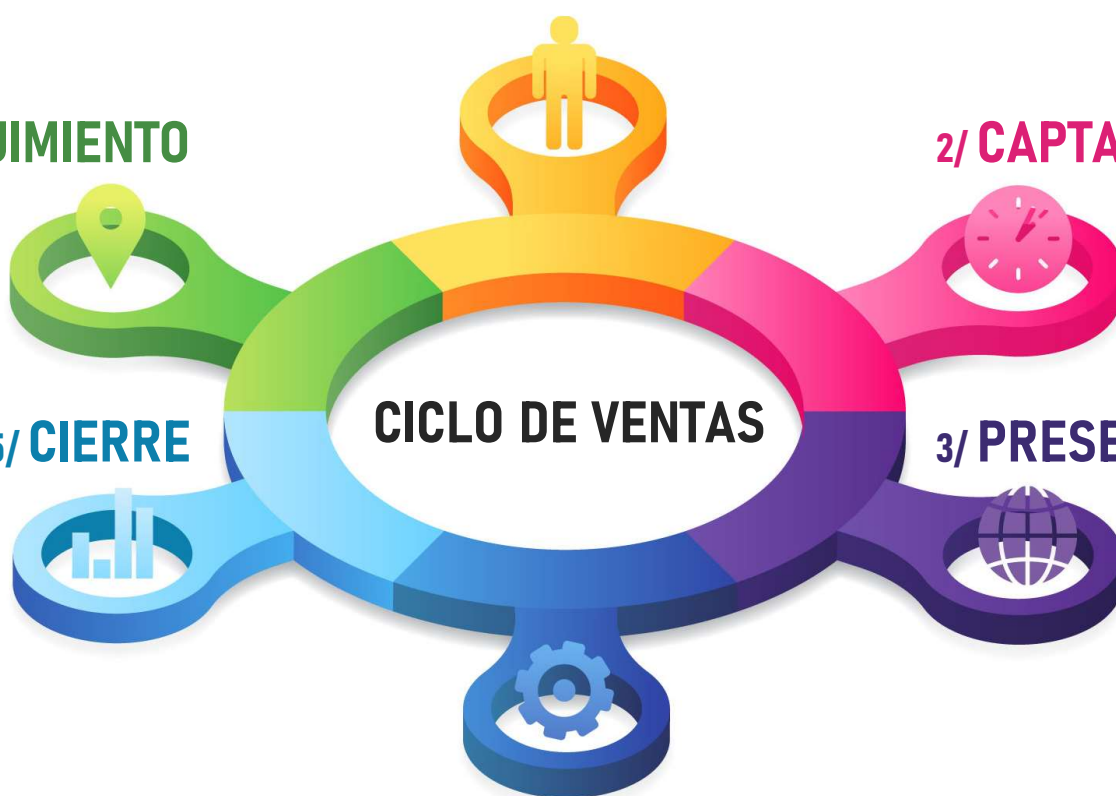 UIMIENTO
2/ CAPTA
CICLO DE VENTAS
5/ CIERRE
3/ PRESE